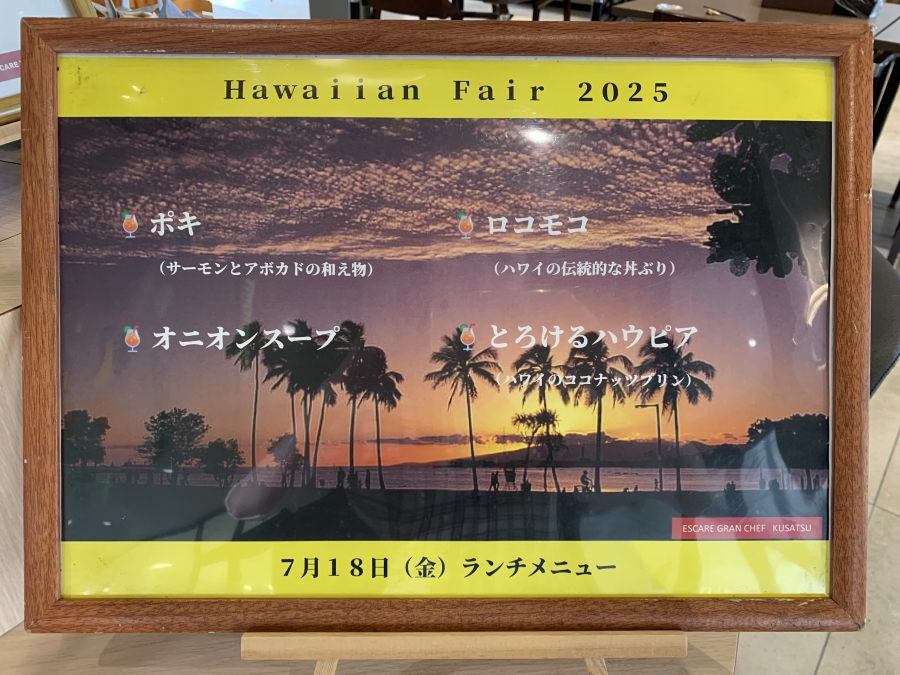 Hawaiian Fair 2025
ポキ
（サーモンとアボカドの和え物）
ロコモコ
（ハワイの伝統的な丼ぶり）
オニオンスープ
とろけるハウピア
（ハワイのココナッツプリン）
ESCARE GRAN CHEF KUSATSU
7月18日（金）ランチメニュー